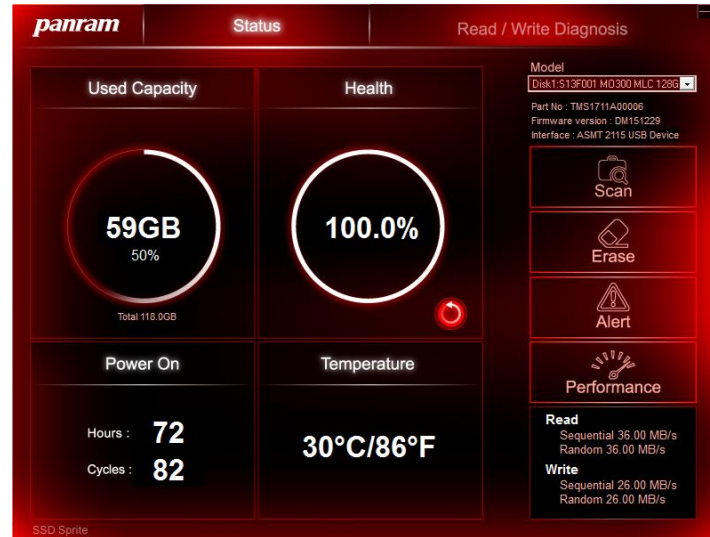 panram
Status
Read / Write Diagnosis
Used Capacity
59GB
50%
Total 118.0GB
Health
100.0%
Power On
Hours : 72
Cycles : 82
Temperature
30°C/86°F
Model
Disk1:S13F001 MO300 MLC 128G
Part No : TMS1711A00006
Firmware version : DM151229
Interface : ASMT 2115 USB Device
Scan
Erase
Alert
Performance
Read
Sequential 36.00 MB/s
Random 36.00 MB/s
Write
Sequential 26.00 MB/s
Random 26.00 MB/s
SSD Sprite